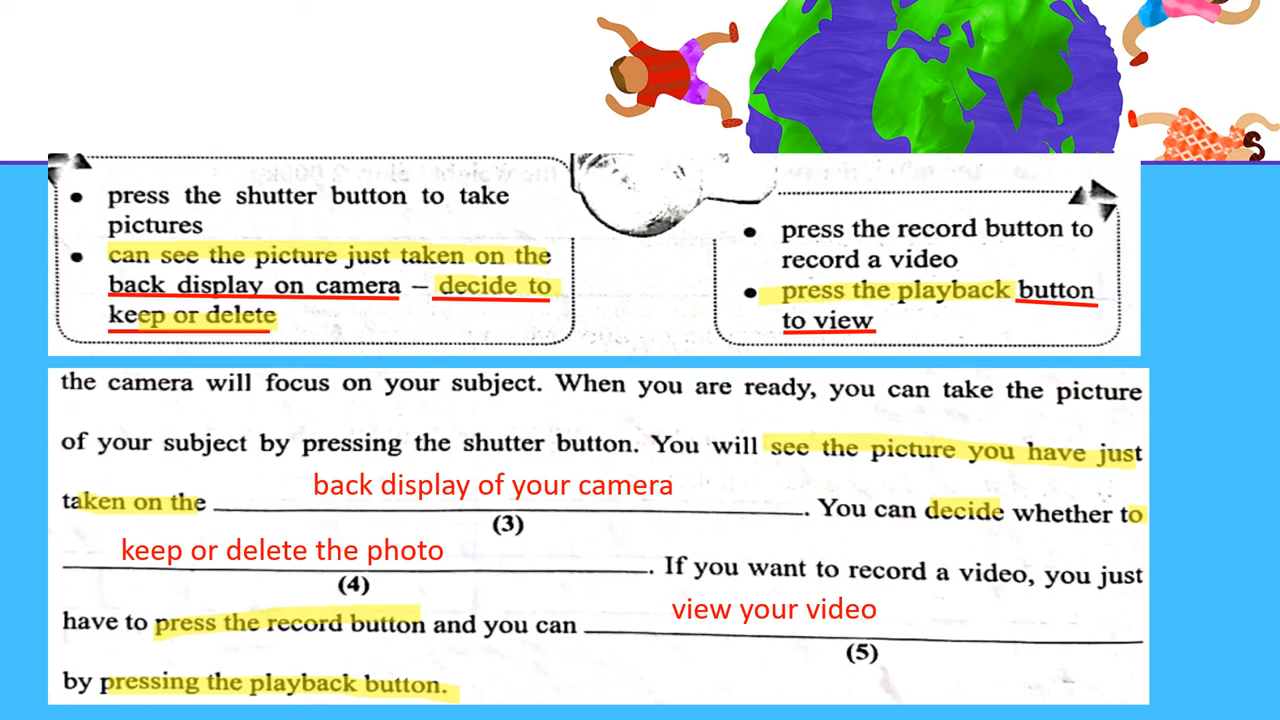 • press the shutter button to take
pictures
• can see the picture just taken on the
back display on camera – decide to
keep or delete
• press the record button to
record a video
• press the playback button
to view
the camera will focus on your subject. When you are ready, you can take the picture
of your subject by pressing the shutter button. You will see the picture you have just
back display of your camera
taken on the ____. You can decide whether to
(3)
keep or delete the photo
____. If you want to record a video, you just
(4)
view your video
have to press the record button and you can ____
(5)
by pressing the playback button.